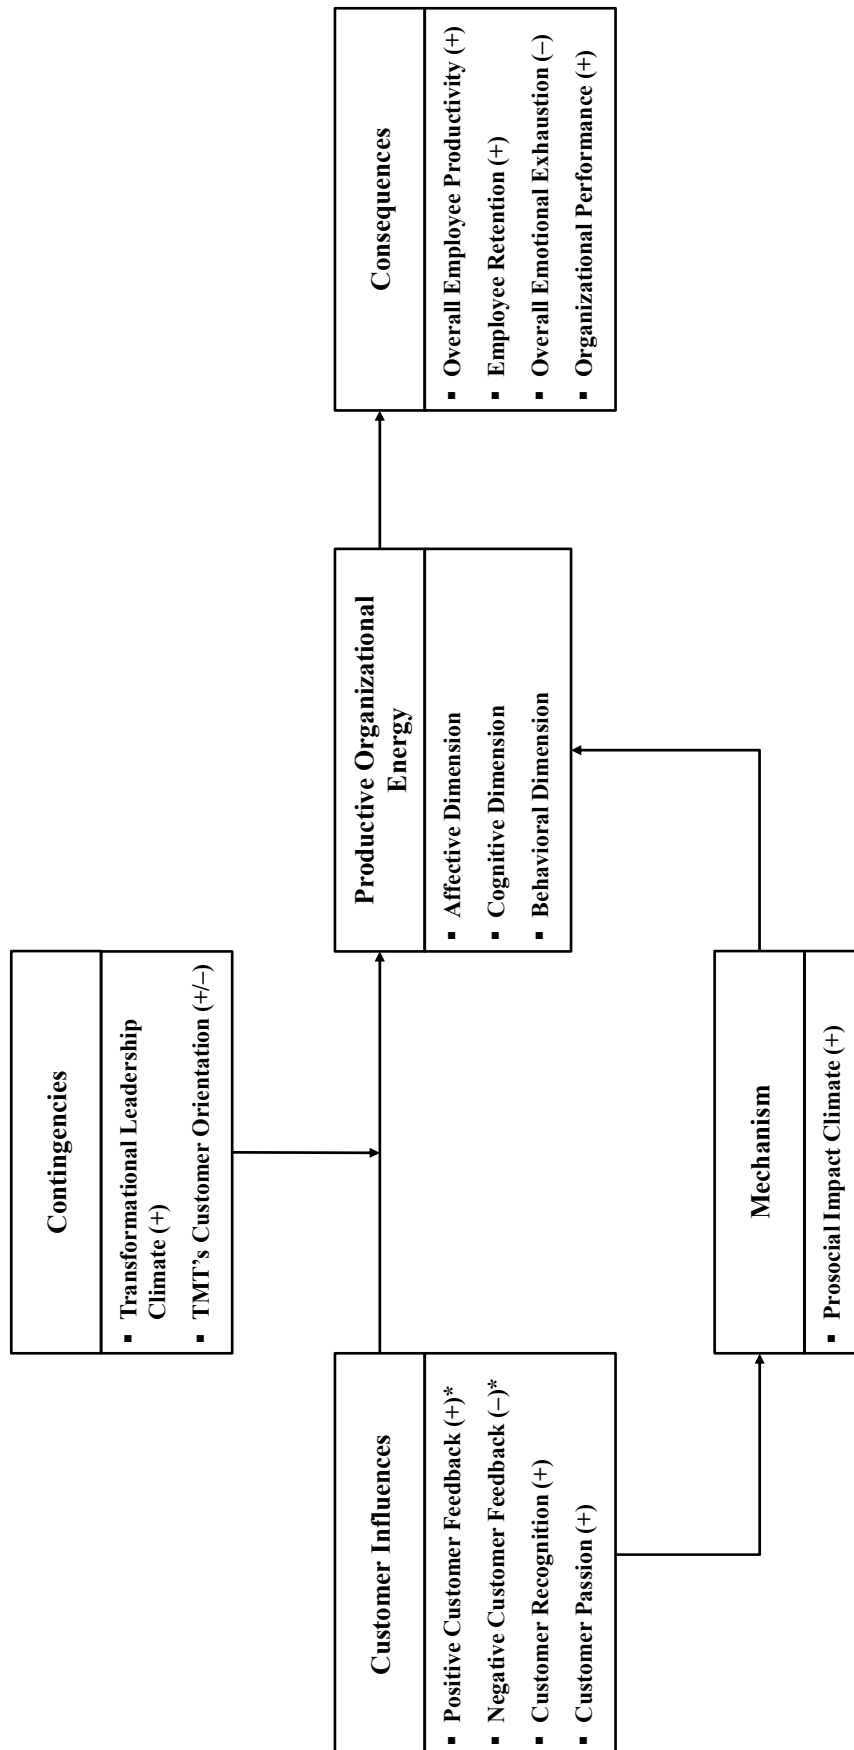 Contingencies
▪ Transformational Leadership
Climate (+)
▪ TMT’s Customer Orientation (+/–)
Customer Influences
▪ Positive Customer Feedback (+)*
▪ Negative Customer Feedback (–)*
▪ Customer Recognition (+)
▪ Customer Passion (+)
Productive Organizational
Energy
▪ Affective Dimension
▪ Cognitive Dimension
▪ Behavioral Dimension
Consequences
▪ Overall Employee Productivity (+)
▪ Employee Retention (+)
▪ Overall Emotional Exhaustion (–)
▪ Organizational Performance (+)
Mechanism
▪ Prosocial Impact Climate (+)